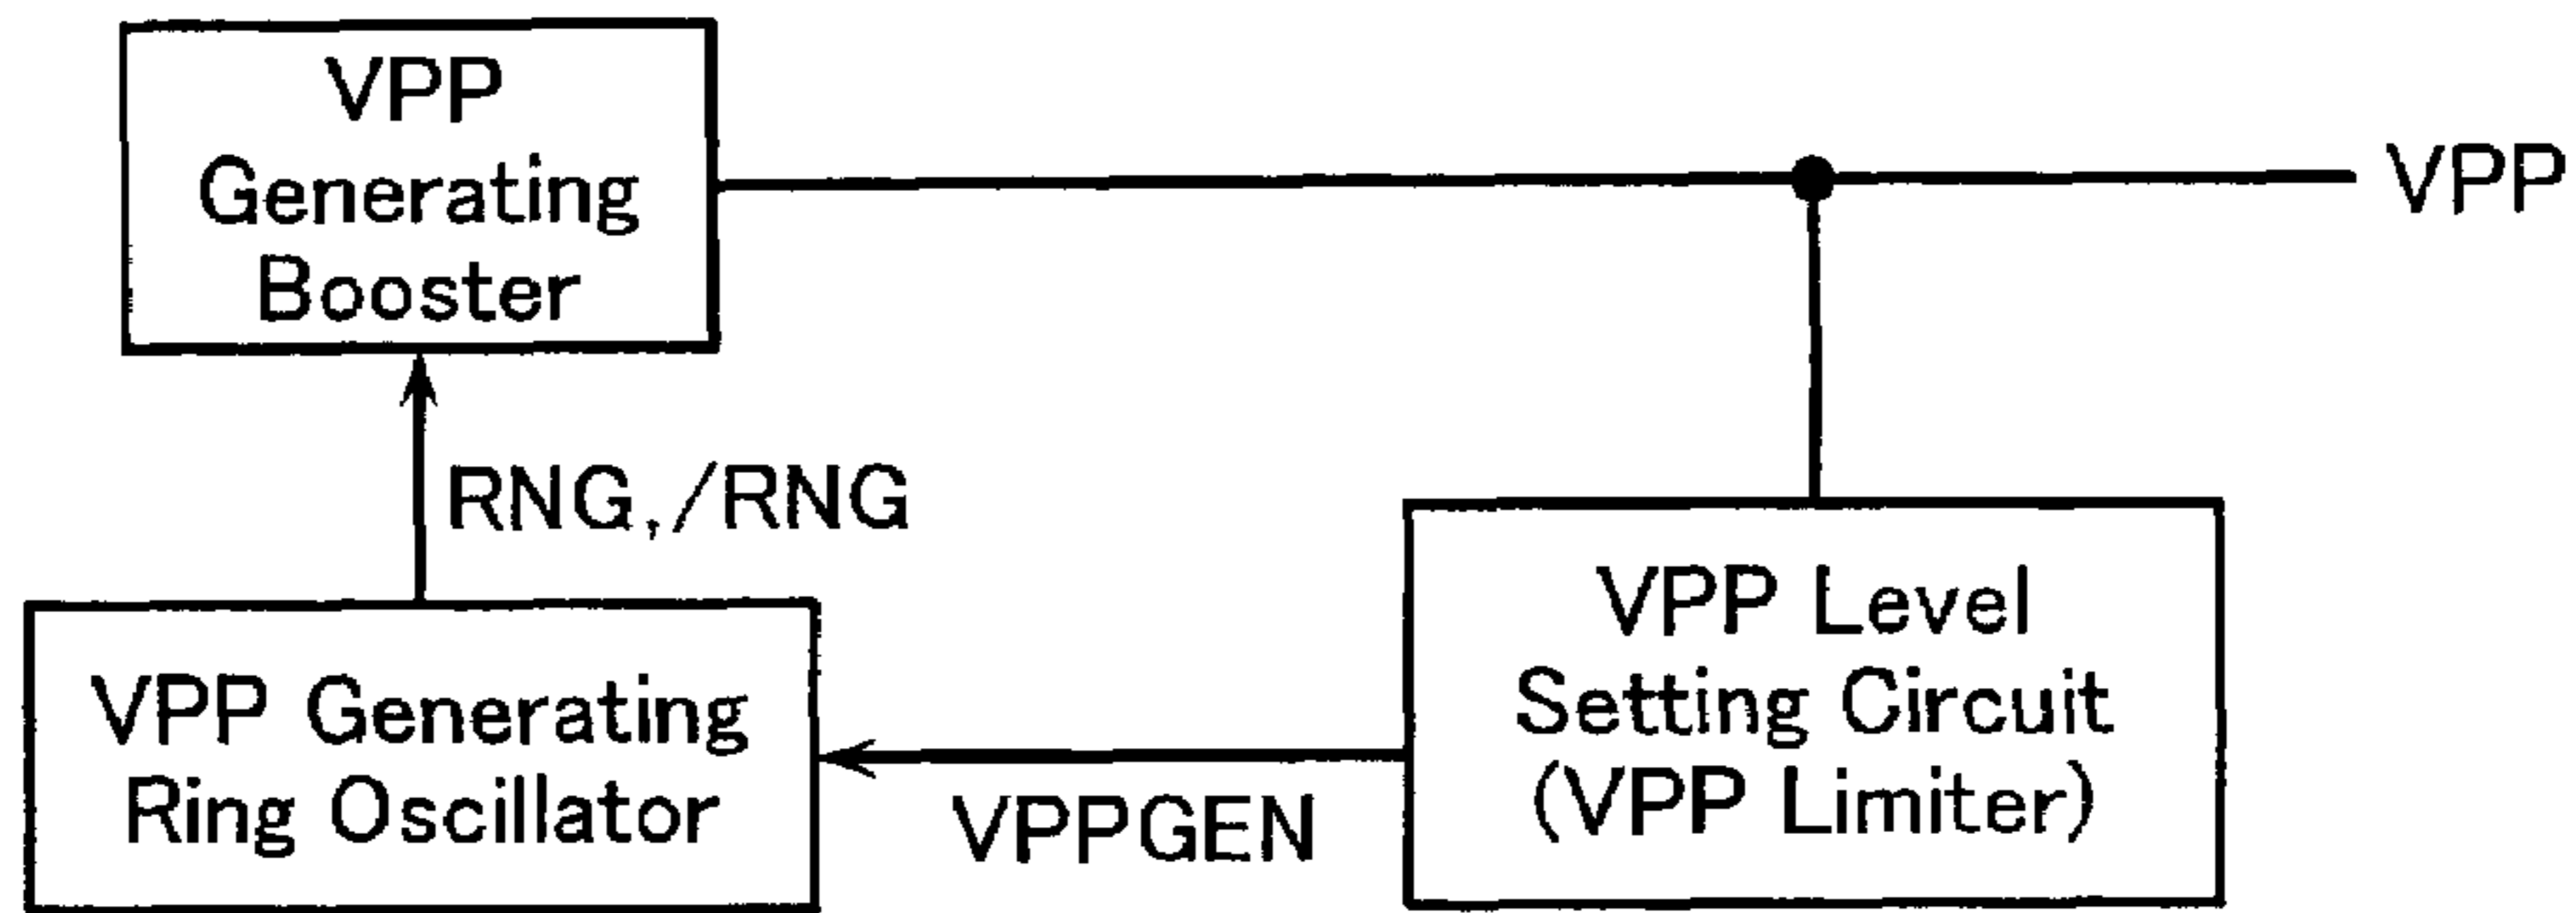 VPP
Generating
Booster
VPP
RNG,/RNG
VPP Level
Setting Circuit
(VPP Limiter)
VPP Generating
Ring Oscillator
VPPGEN